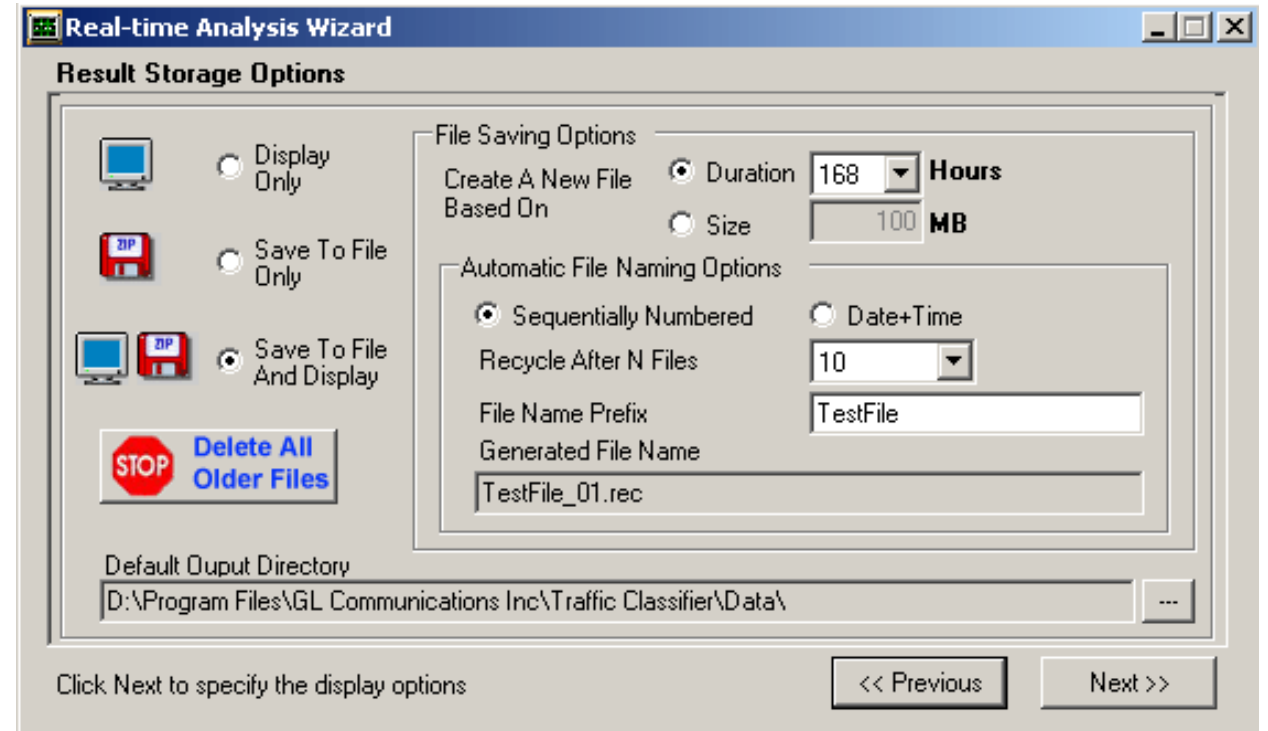 Real-time Analysis Wizard
Result Storage Options
Display
Only
ZIP
Save To File
Only
ZIP
Save To File
And Display
STOP
Delete All
Older Files
File Saving Options
Create A New File
Based On
Duration
168
Hours
Size
100
MB
Automatic File Naming Options
Sequentially Numbered
Date+Time
Recycle After N Files
10
File Name Prefix
TestFile
Generated File Name
TestFile_01.rec
Default Ouput Directory
D:\Program Files\GL Communications Inc\Traffic Classifier\Data\
---
Click Next to specify the display options
<< Previous
Next >>